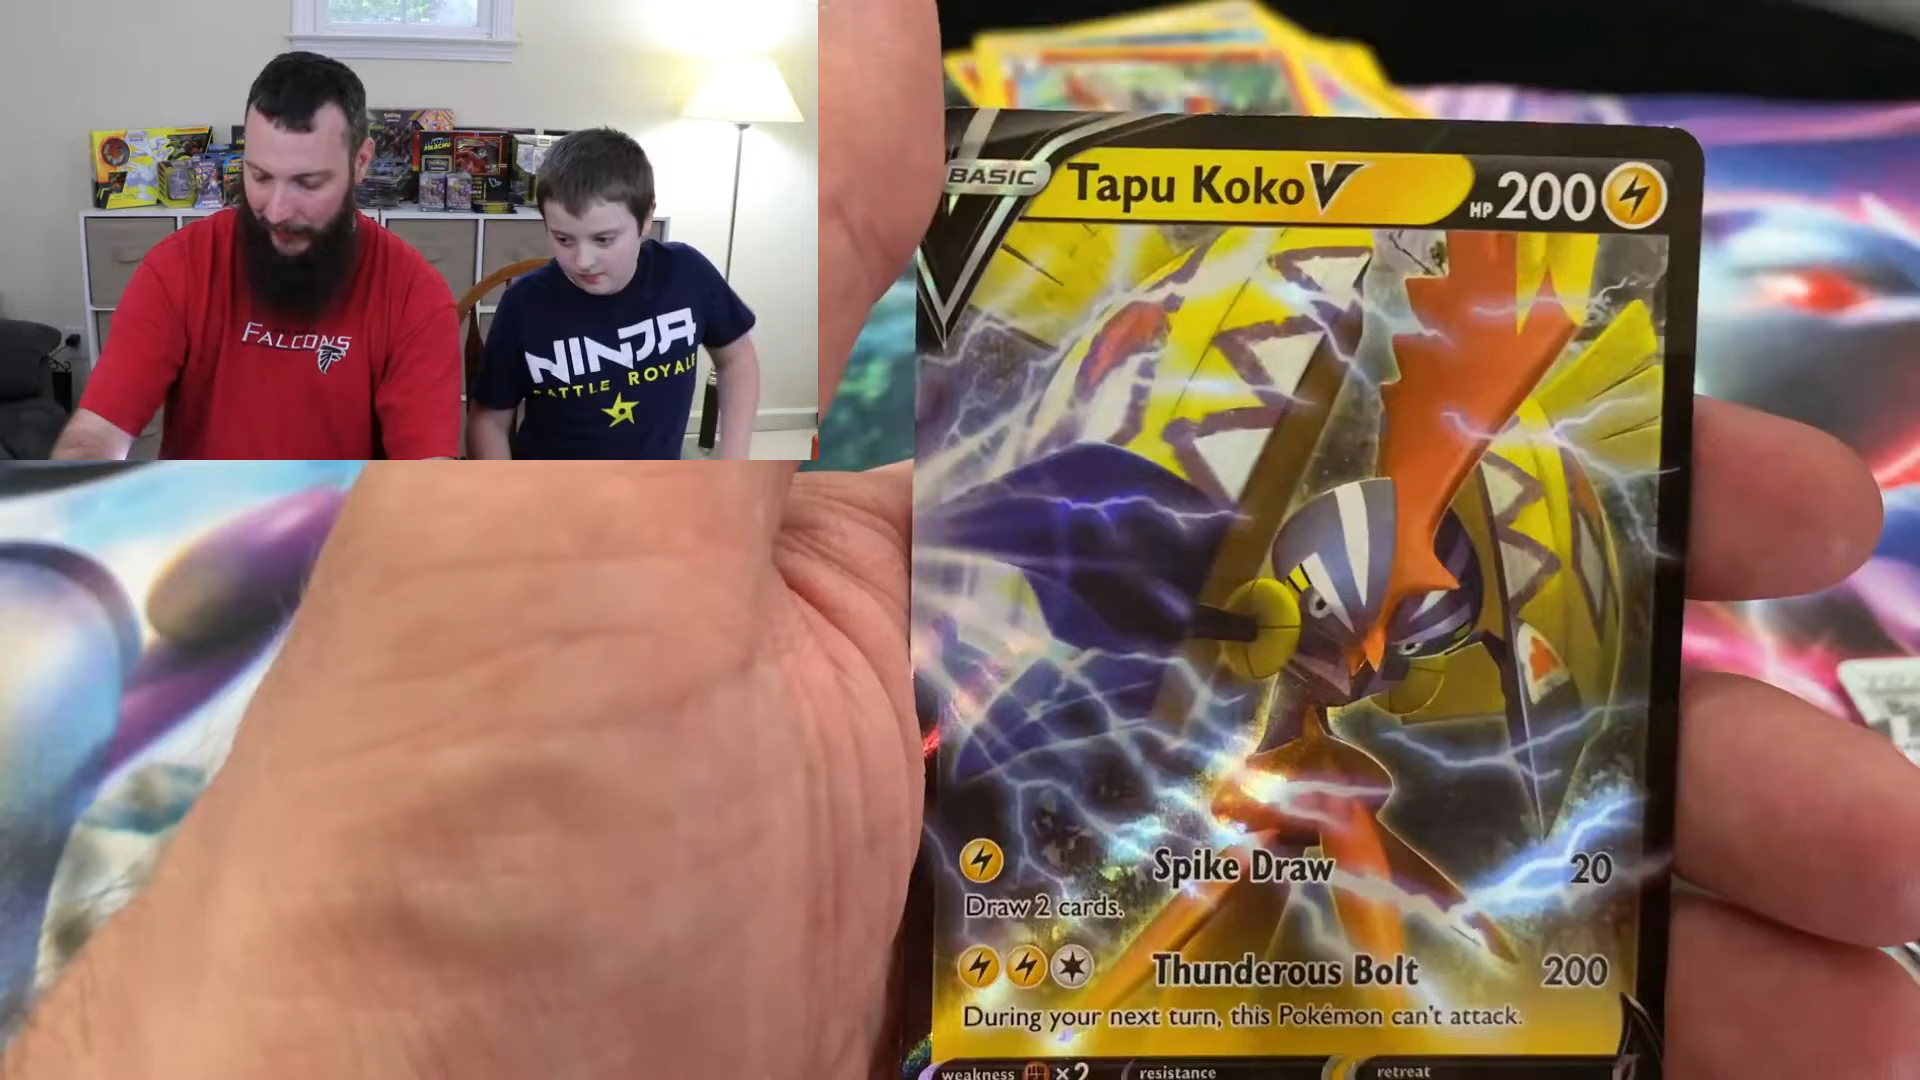 FALCONS
NINJA
BATTLE ROYALE
BASIC
Tapu Koko V
HP 200
Spike Draw 20
Draw 2 cards.
Thunderous Bolt 200
During your next turn, this Pokémon can't attack.
weakness ×2 resistance retreat